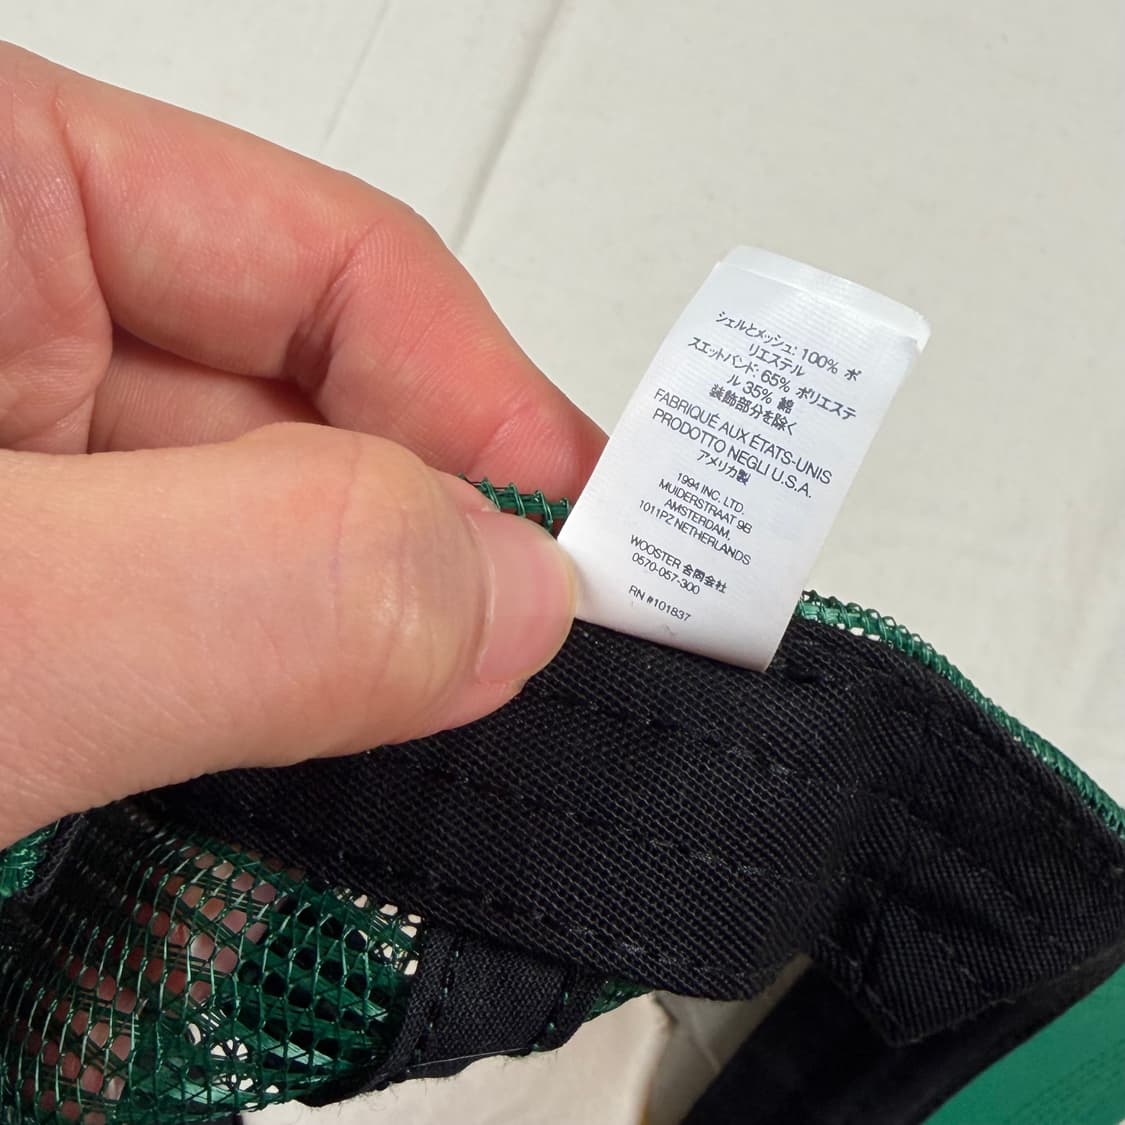 シェルとメッシュ: 100% ポ
リエステル
スエットバンド: 65% ポリエステ
ル 35% 綿
装飾部分を除く
FABRIQUÉ AUX ÉTATS-UNIS
PRODOTTO NEGLI U.S.A.
アメリカ製
1994 INC. LTD.
MUIDERSTRAAT 9B
AMSTERDAM,
1011PZ NETHERLANDS
WOOSTER 合同会社
0570-057-300
RN #101837